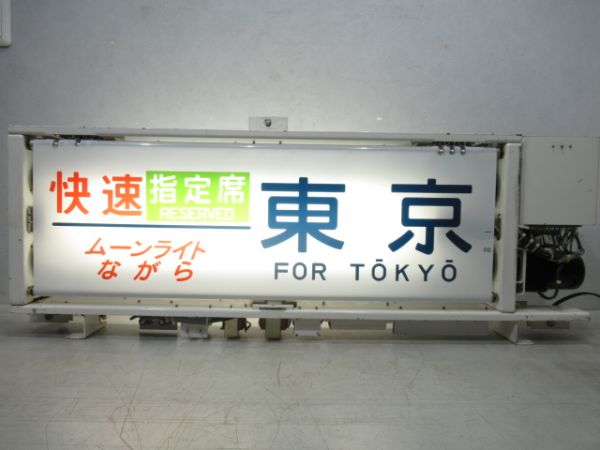 快速 指定席
RESERVED
ムーンライト
ながら
東京
FOR TŌKYŌ